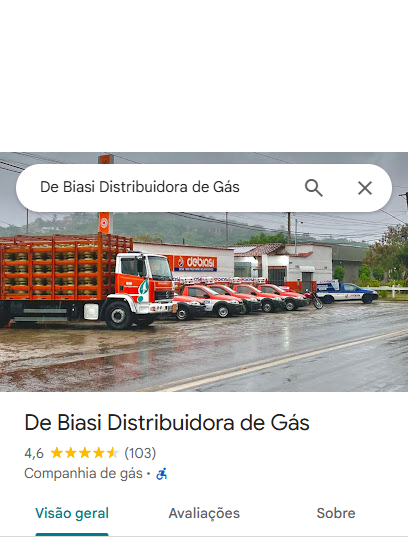 De Biasi Distribuidora de Gás
debiasi
De Biasi Distribuidora de Gás
4,6 (103)
Companhia de gás ·
Visão geral Avaliações Sobre